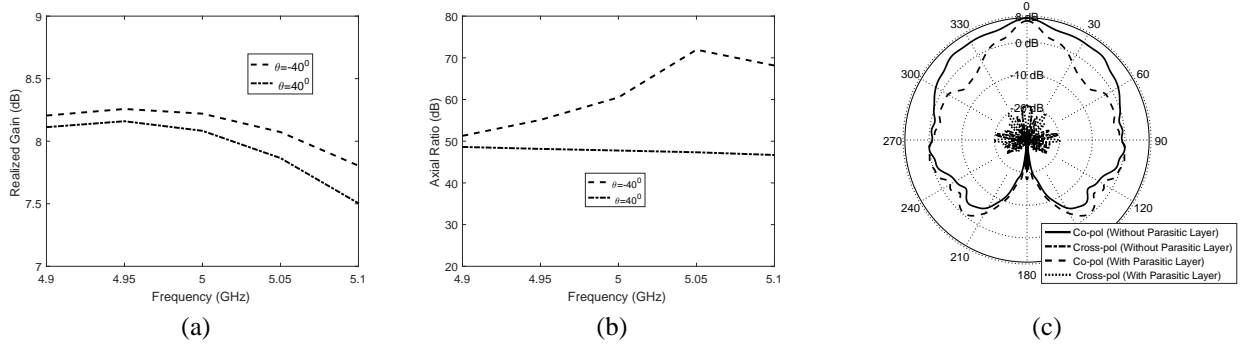 9
8.5
8
7.5
7
Realized Gain (dB)
θ=-40⁰
θ=40⁰
4.9 4.95 5 5.05 5.1
Frequency (GHz)
(a)
80
70
60
50
40
30
20
Axial Ratio (dB)
θ=-40⁰
θ=40⁰
4.9 4.95 5 5.05 5.1
Frequency (GHz)
(b)
0
30
60
90
120
180
210
240
270
300
330
8 dB
0 dB
-10 dB
-20 dB
Co-pol (Without Parasitic Layer)
Cross-pol (Without Parasitic Layer)
Co-pol (With Parasitic Layer)
Cross-pol (With Parasitic Layer)
(c)